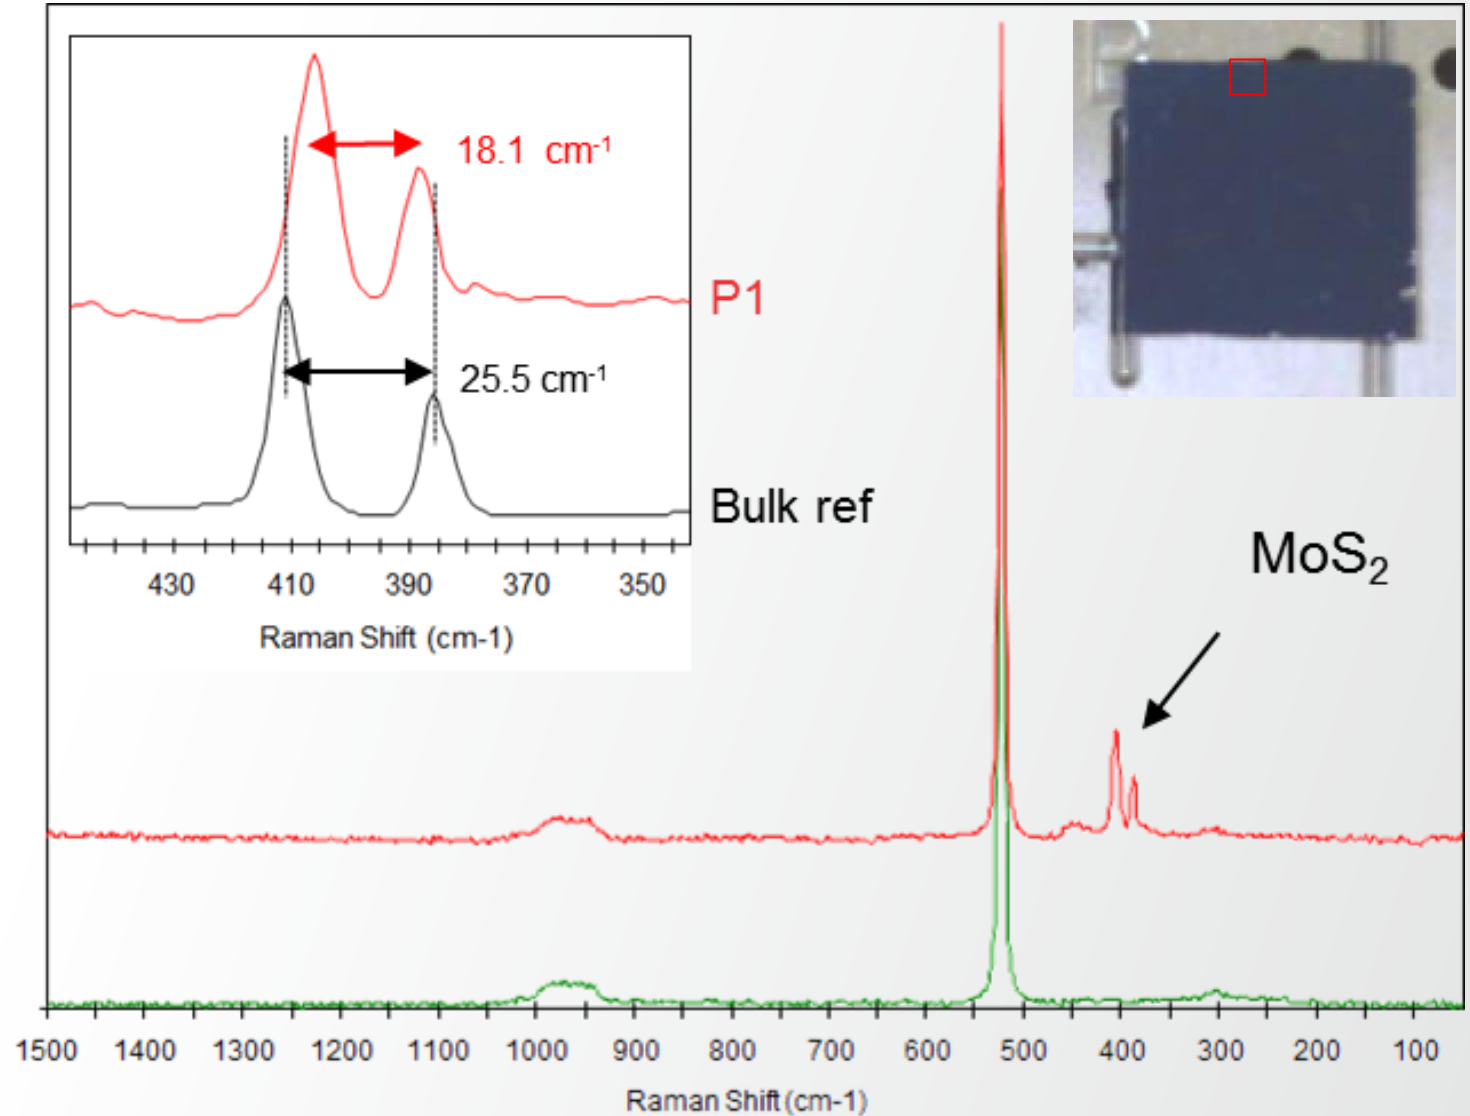 18.1 cm-1
P1
25.5 cm-1
Bulk ref
430 410 390 370 350
Raman Shift (cm-1)
MoS₂
1500 1400 1300 1200 1100 1000 900 800 700 600 500 400 300 200 100
Raman Shift (cm-1)